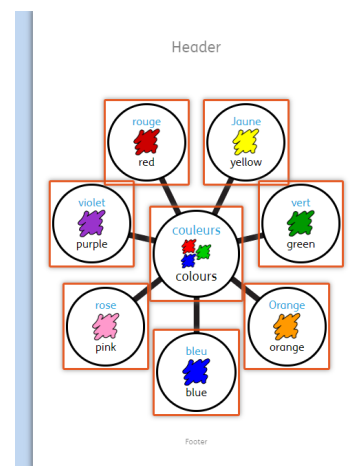 Header
rouge
red
Jaune
yellow
violet
purple
vert
green
couleurs
colours
rose
pink
Orange
orange
bleu
blue
Footer